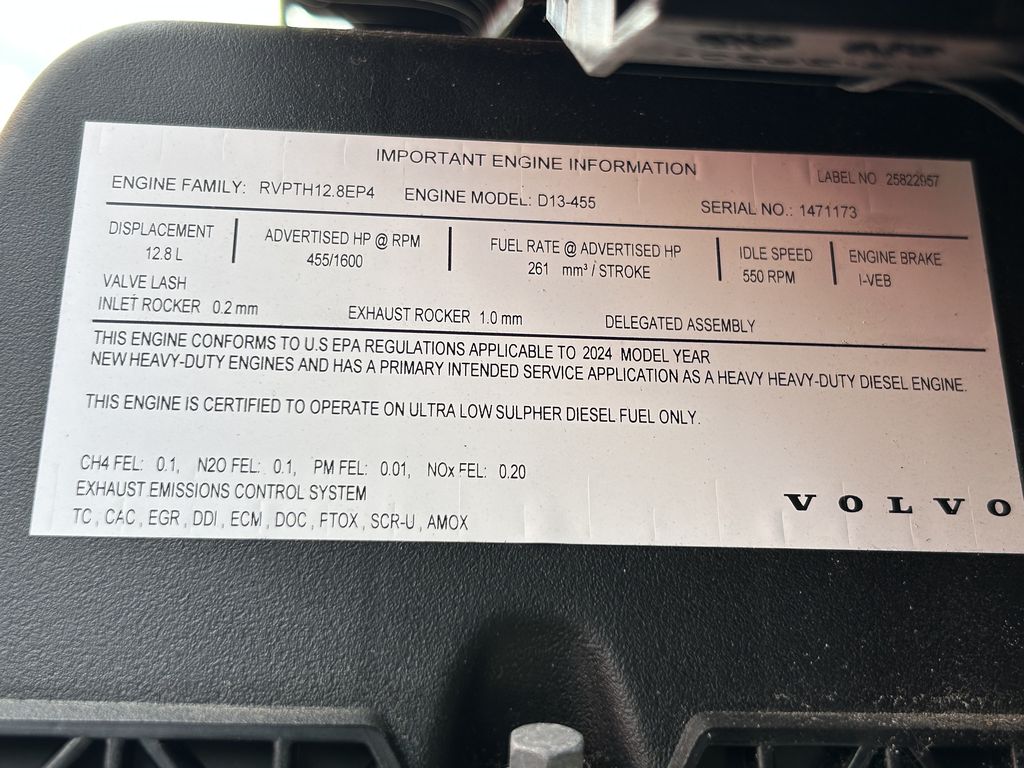 IMPORTANT ENGINE INFORMATION
LABEL NO 25822957
ENGINE FAMILY: RVPTH12.8EP4 ENGINE MODEL: D13-455 SERIAL NO.: 1471173
DISPLACEMENT ADVERTISED HP @ RPM FUEL RATE @ ADVERTISED HP IDLE SPEED ENGINE BRAKE
12.8 L 455/1600 261 mm³ / STROKE 550 RPM I-VEB
VALVE LASH
INLET ROCKER 0.2 mm EXHAUST ROCKER 1.0 mm DELEGATED ASSEMBLY
THIS ENGINE CONFORMS TO U.S EPA REGULATIONS APPLICABLE TO 2024 MODEL YEAR
NEW HEAVY-DUTY ENGINES AND HAS A PRIMARY INTENDED SERVICE APPLICATION AS A HEAVY HEAVY-DUTY DIESEL ENGINE.
THIS ENGINE IS CERTIFIED TO OPERATE ON ULTRA LOW SULPHER DIESEL FUEL ONLY.
CH4 FEL: 0.1, N2O FEL: 0.1, PM FEL: 0.01, NOx FEL: 0.20
EXHAUST EMISSIONS CONTROL SYSTEM
TC , CAC , EGR , DDI , ECM , DOC , FTOX , SCR-U , AMOX
VOLVO